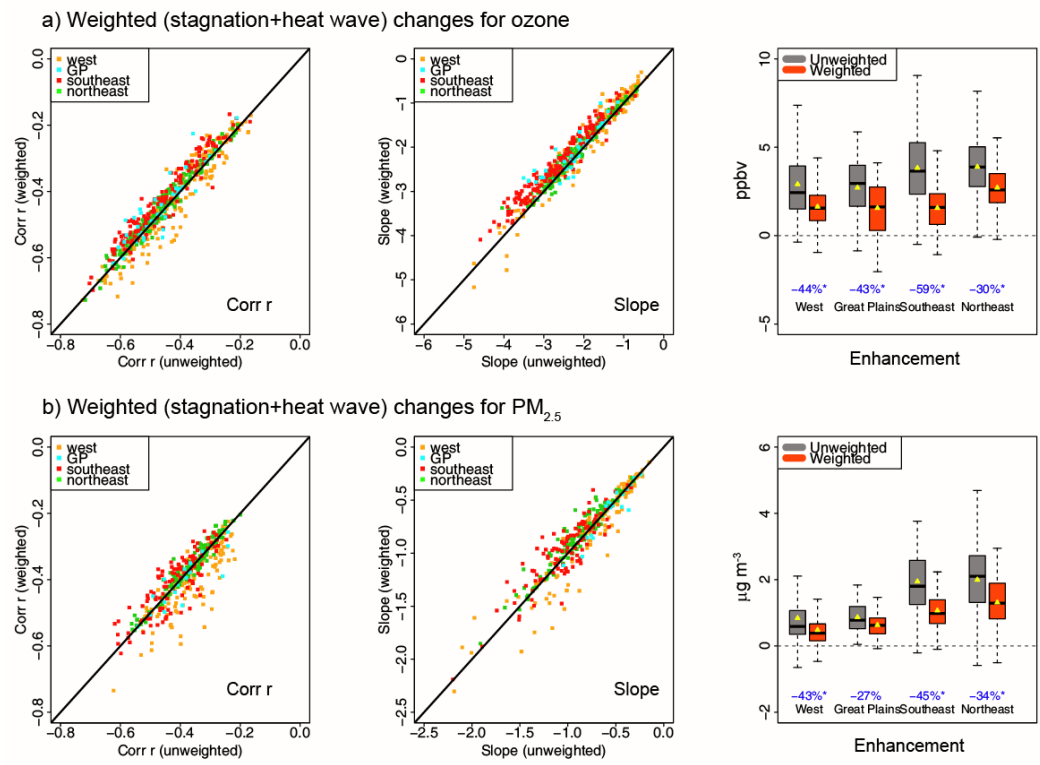 a) Weighted (stagnation+heat wave) changes for ozone
west
GP
southeast
northeast
Corr r (weighted)
0.0
−0.2
−0.4
−0.6
−0.8
Corr r
−0.8 −0.6 −0.4 −0.2 0.0
Corr r (unweighted)
west
GP
southeast
northeast
Slope (weighted)
0
−1
−2
−3
−4
−5
−6
Slope
−6 −5 −4 −3 −2 −1 0
Slope (unweighted)
Unweighted
Weighted
ppbv
10
5
0
−5
−44%* −43%* −59%* −30%*
West Great Plains Southeast Northeast
Enhancement
b) Weighted (stagnation+heat wave) changes for PM2.5
west
GP
southeast
northeast
Corr r (weighted)
0.0
−0.2
−0.4
−0.6
−0.8
Corr r
−0.8 −0.6 −0.4 −0.2 0.0
Corr r (unweighted)
west
GP
southeast
northeast
Slope (weighted)
0.0
−0.5
−1.0
−1.5
−2.0
−2.5
Slope
−2.5 −2.0 −1.5 −1.0 −0.5 0.0
Slope (unweighted)
Unweighted
Weighted
μg m-3
6
4
2
0
−2
−43%* −27% −45%* −34%*
West Great Plains Southeast Northeast
Enhancement